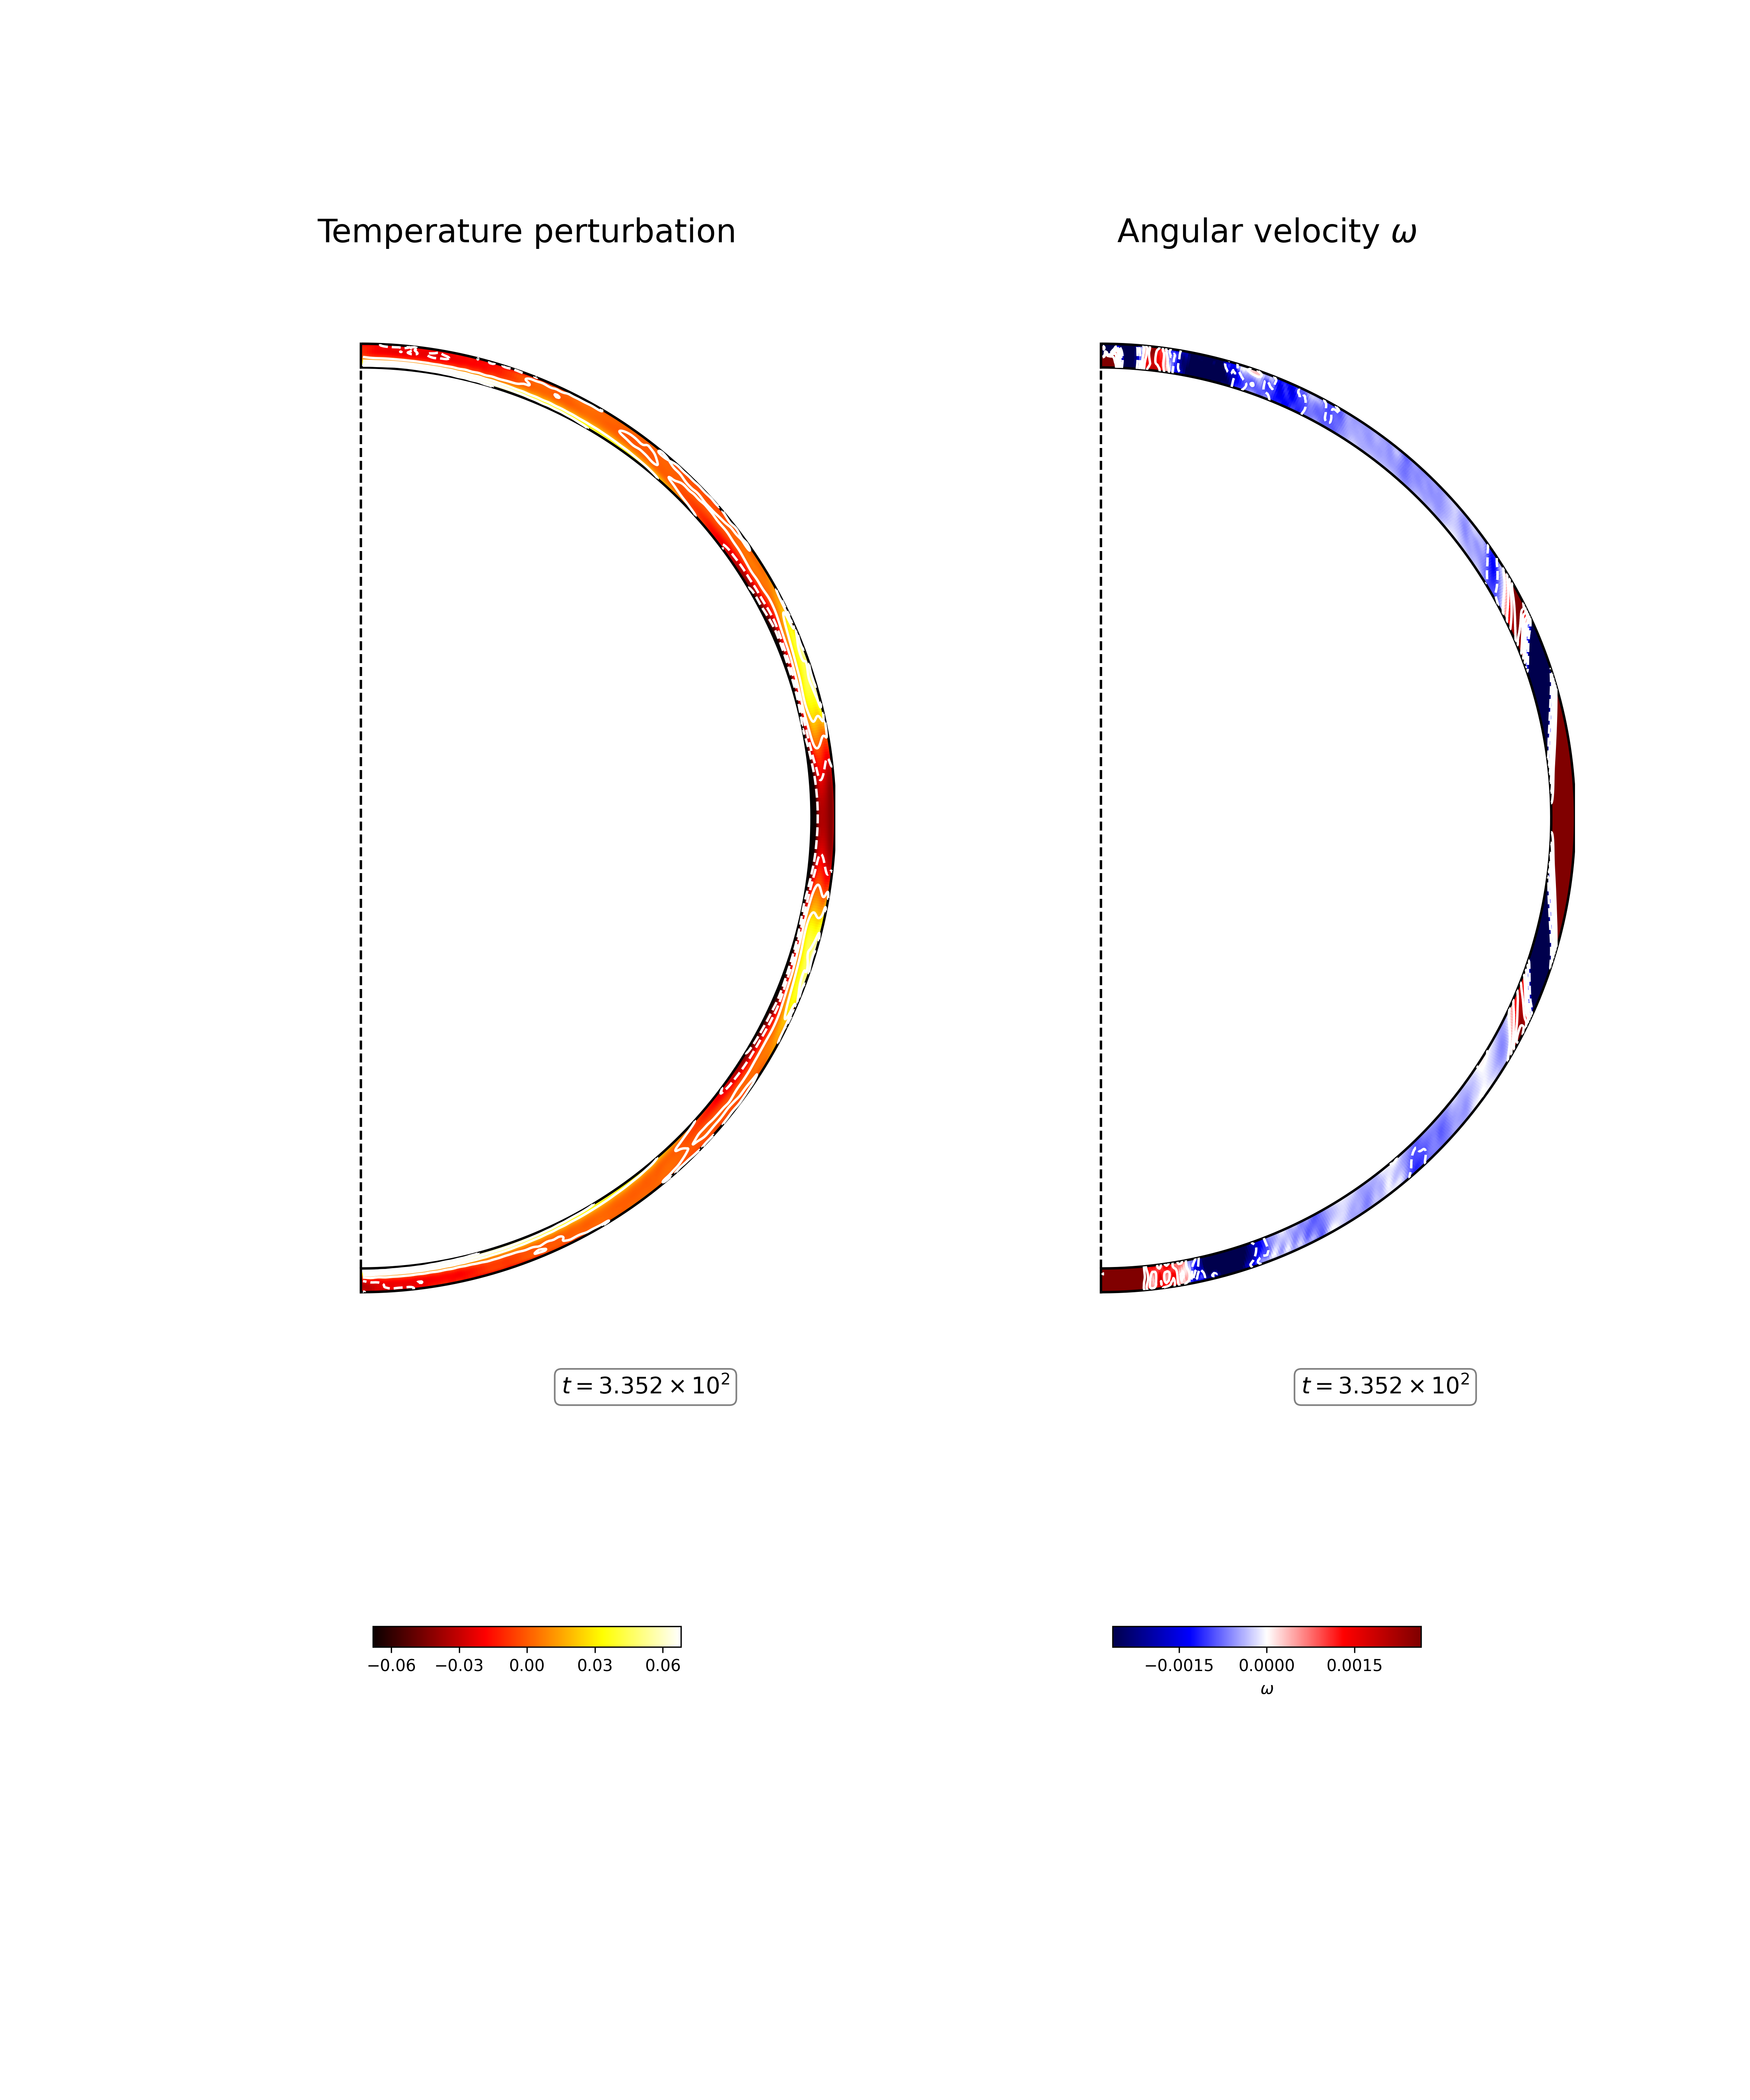 Temperature perturbation
Angular velocity ω
t = 3.352 × 10²
t = 3.352 × 10²
−0.06 −0.03 0.00 0.03 0.06
−0.0015 0.0000 0.0015
ω